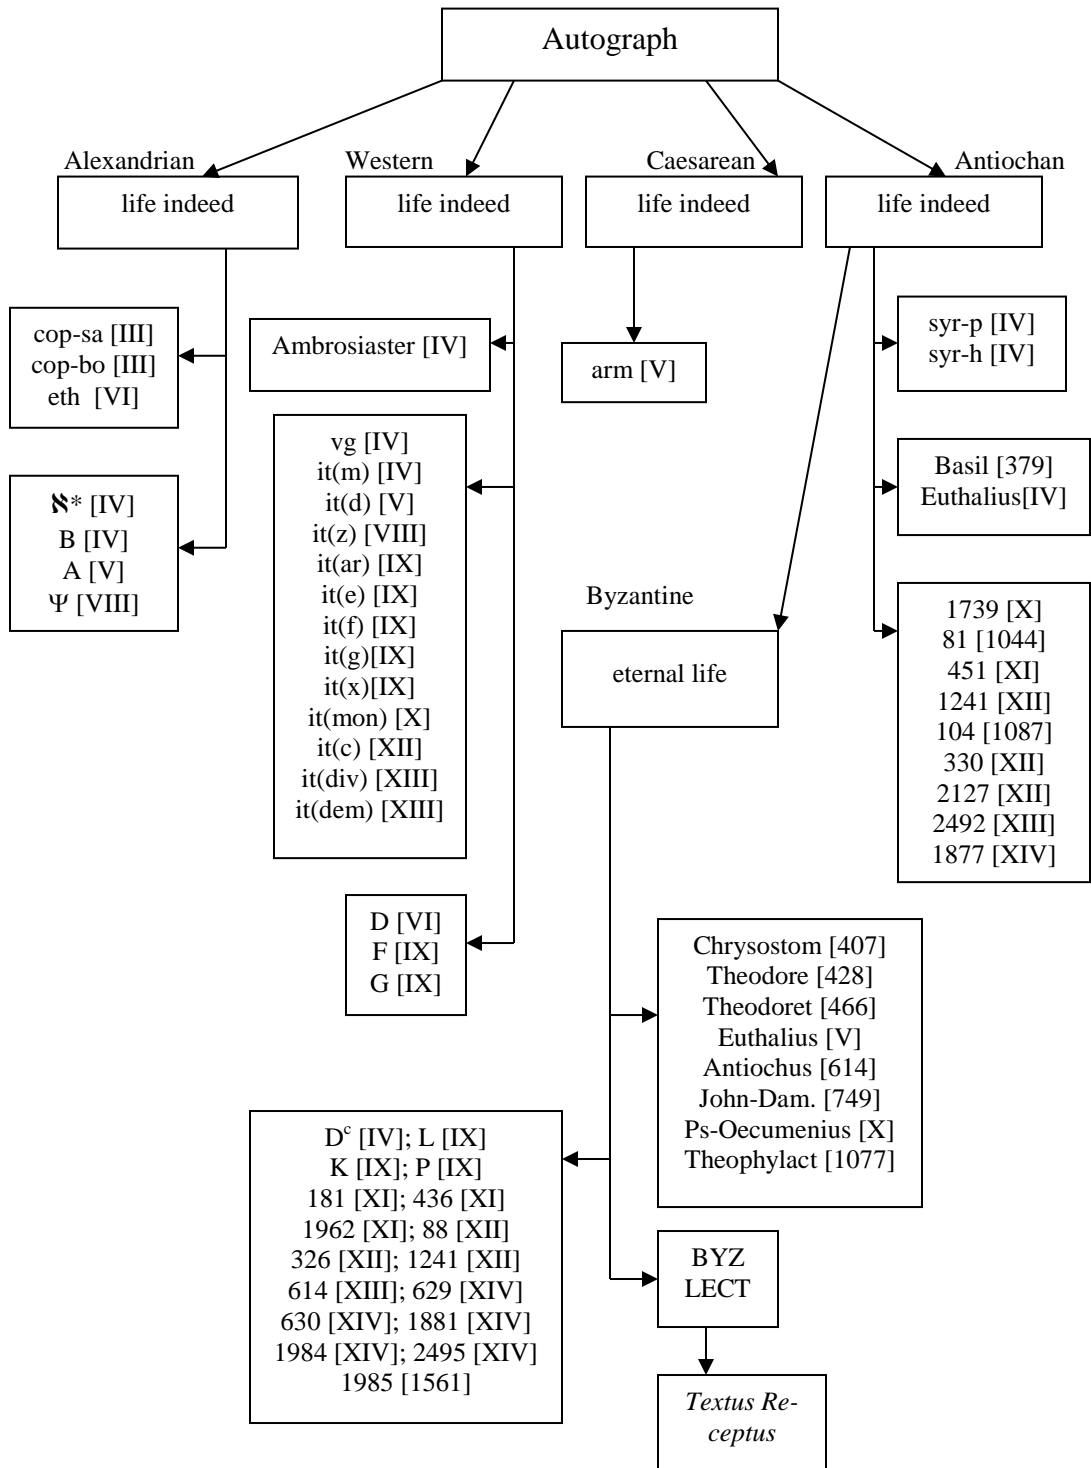 Autograph
Alexandrian
life indeed
cop-sa [III]
cop-bo [III]
eth [VI]
ℵ* [IV]
B [IV]
A [V]
Ψ [VIII]
Western
life indeed
Ambrosiaster [IV]
vg [IV]
it(m) [IV]
it(d) [V]
it(z) [VIII]
it(ar) [IX]
it(e) [IX]
it(f) [IX]
it(g)[IX]
it(x)[IX]
it(mon) [X]
it(c) [XII]
it(div) [XIII]
it(dem) [XIII]
D [VI]
F [IX]
G [IX]
Caesarean
life indeed
arm [V]
Antiochan
life indeed
syr-p [IV]
syr-h [IV]
Basil [379]
Euthalius[IV]
1739 [X]
81 [1044]
451 [XI]
1241 [XII]
104 [1087]
330 [XII]
2127 [XII]
2492 [XIII]
1877 [XIV]
Byzantine
eternal life
Chrysostom [407]
Theodore [428]
Theodoret [466]
Euthalius [V]
Antiochus [614]
John-Dam. [749]
Ps-Oecumenius [X]
Theophylact [1077]
Dᶜ [IV]; L [IX]
K [IX]; P [IX]
181 [XI]; 436 [XI]
1962 [XI]; 88 [XII]
326 [XII]; 1241 [XII]
614 [XIII]; 629 [XIV]
630 [XIV]; 1881 [XIV]
1984 [XIV]; 2495 [XIV]
1985 [1561]
BYZ
LECT
Textus Re-
ceptus